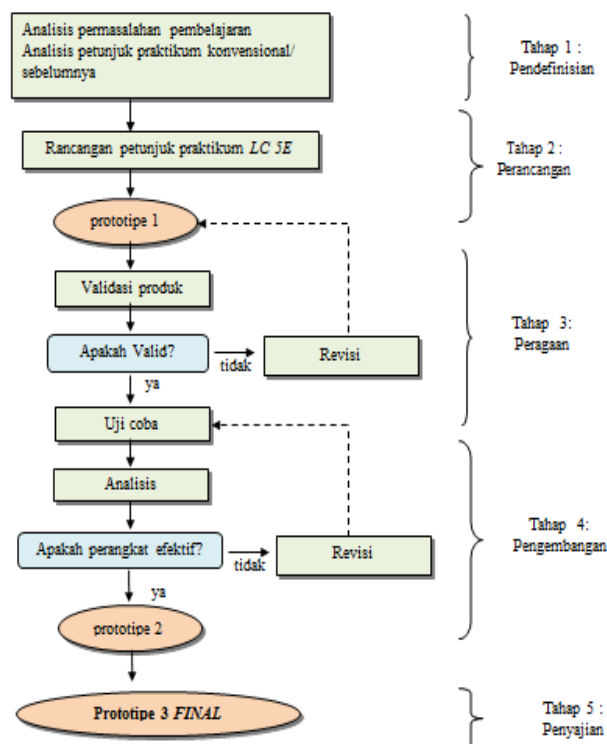 Analisis permasalahan pembelajaran
Analisis petunjuk praktikum konvensional/
sebelumnya
Tahap 1 :
Pendefinisian
Rancangan petunjuk praktikum LC 5E
Tahap 2 :
Perancangan
prototipe 1
Validasi produk
Apakah Valid?
tidak
Revisi
ya
Tahap 3:
Peragaan
Uji coba
Analisis
Apakah perangkat efektif?
tidak
Revisi
ya
Tahap 4:
Pengembangan
prototipe 2
Prototipe 3 FINAL
Tahap 5 :
Penyajian